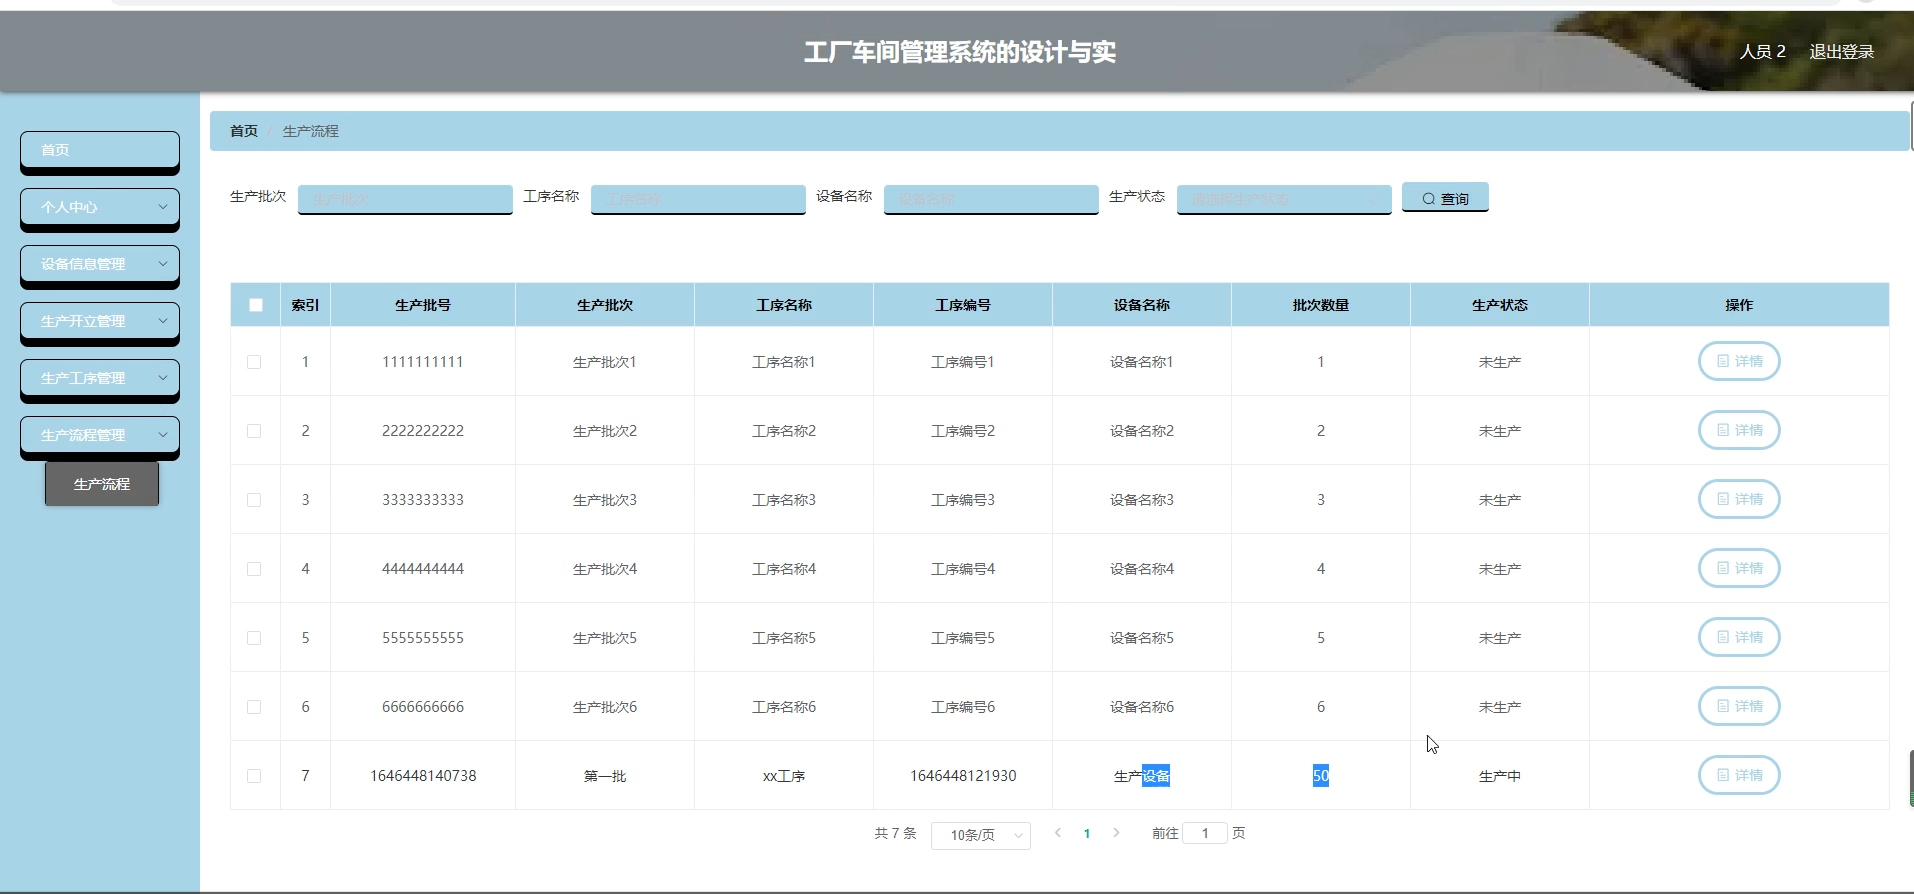 工厂车间管理系统的设计与实
人员 2 退出登录
首页
个人中心
设备信息管理
生产开立管理
生产工序管理
生产流程管理
生产流程
首页 / 生产流程
生产批次 生产批次 工序名称 工序名称 设备名称 设备名称 生产状态 请选择生产状态 查询
索引 生产批号 生产批次 工序名称 工序编号 设备名称 批次数量 生产状态 操作
1 1111111111 生产批次1 工序名称1 工序编号1 设备名称1 1 未生产 详情
2 2222222222 生产批次2 工序名称2 工序编号2 设备名称2 2 未生产 详情
3 3333333333 生产批次3 工序名称3 工序编号3 设备名称3 3 未生产 详情
4 4444444444 生产批次4 工序名称4 工序编号4 设备名称4 4 未生产 详情
5 5555555555 生产批次5 工序名称5 工序编号5 设备名称5 5 未生产 详情
6 6666666666 生产批次6 工序名称6 工序编号6 设备名称6 6 未生产 详情
7 1646448140738 第一批 xx工序 1646448121930 生产设备 50 生产中 详情
共 7 条 10条/页 1 前往 1 页